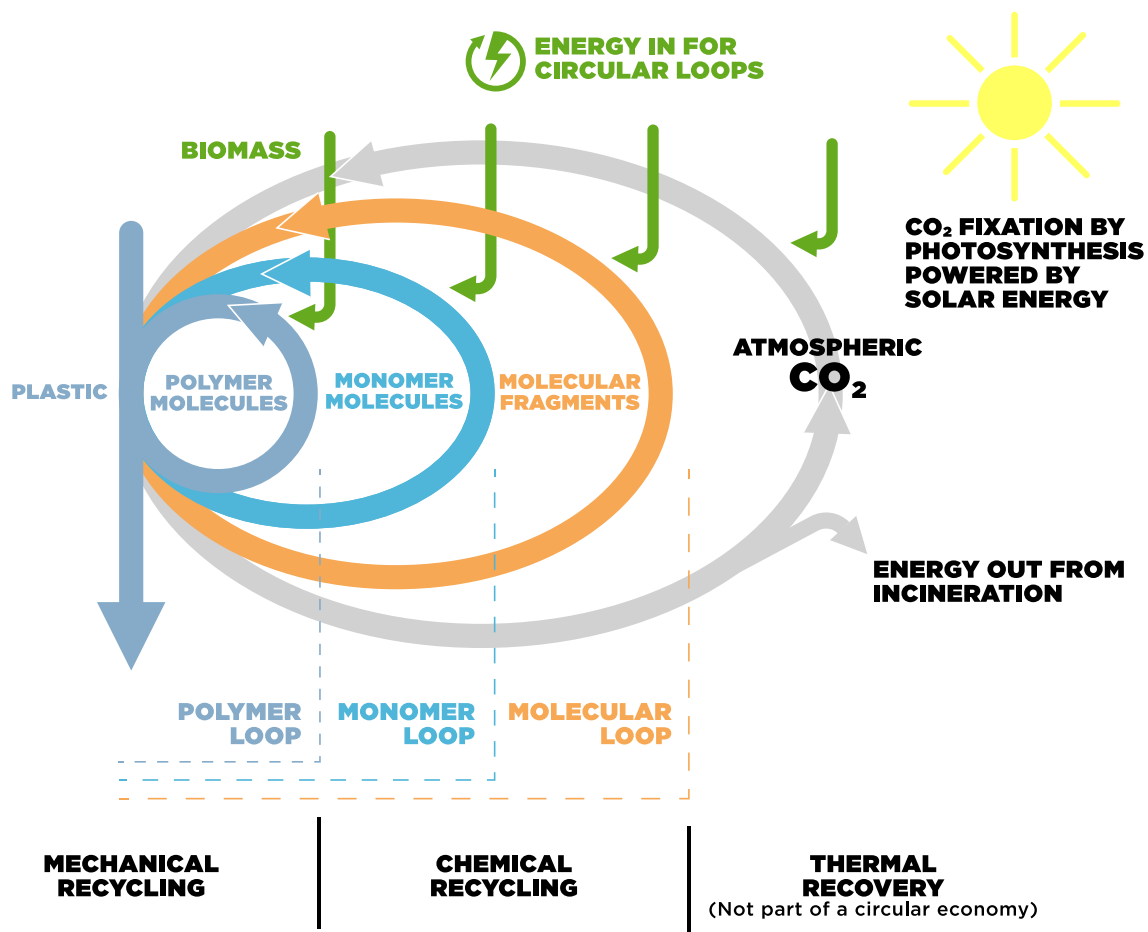 ENERGY IN FOR
CIRCULAR LOOPS
BIOMASS
CO₂ FIXATION BY
PHOTOSYNTHESIS
POWERED BY
SOLAR ENERGY
ATMOSPHERIC
CO₂
PLASTIC
POLYMER
MOLECULES
MONOMER
MOLECULES
MOLECULAR
FRAGMENTS
ENERGY OUT FROM
INCINERATION
POLYMER
LOOP
MONOMER
LOOP
MOLECULAR
LOOP
MECHANICAL
RECYCLING
CHEMICAL
RECYCLING
THERMAL
RECOVERY
(Not part of a circular economy)